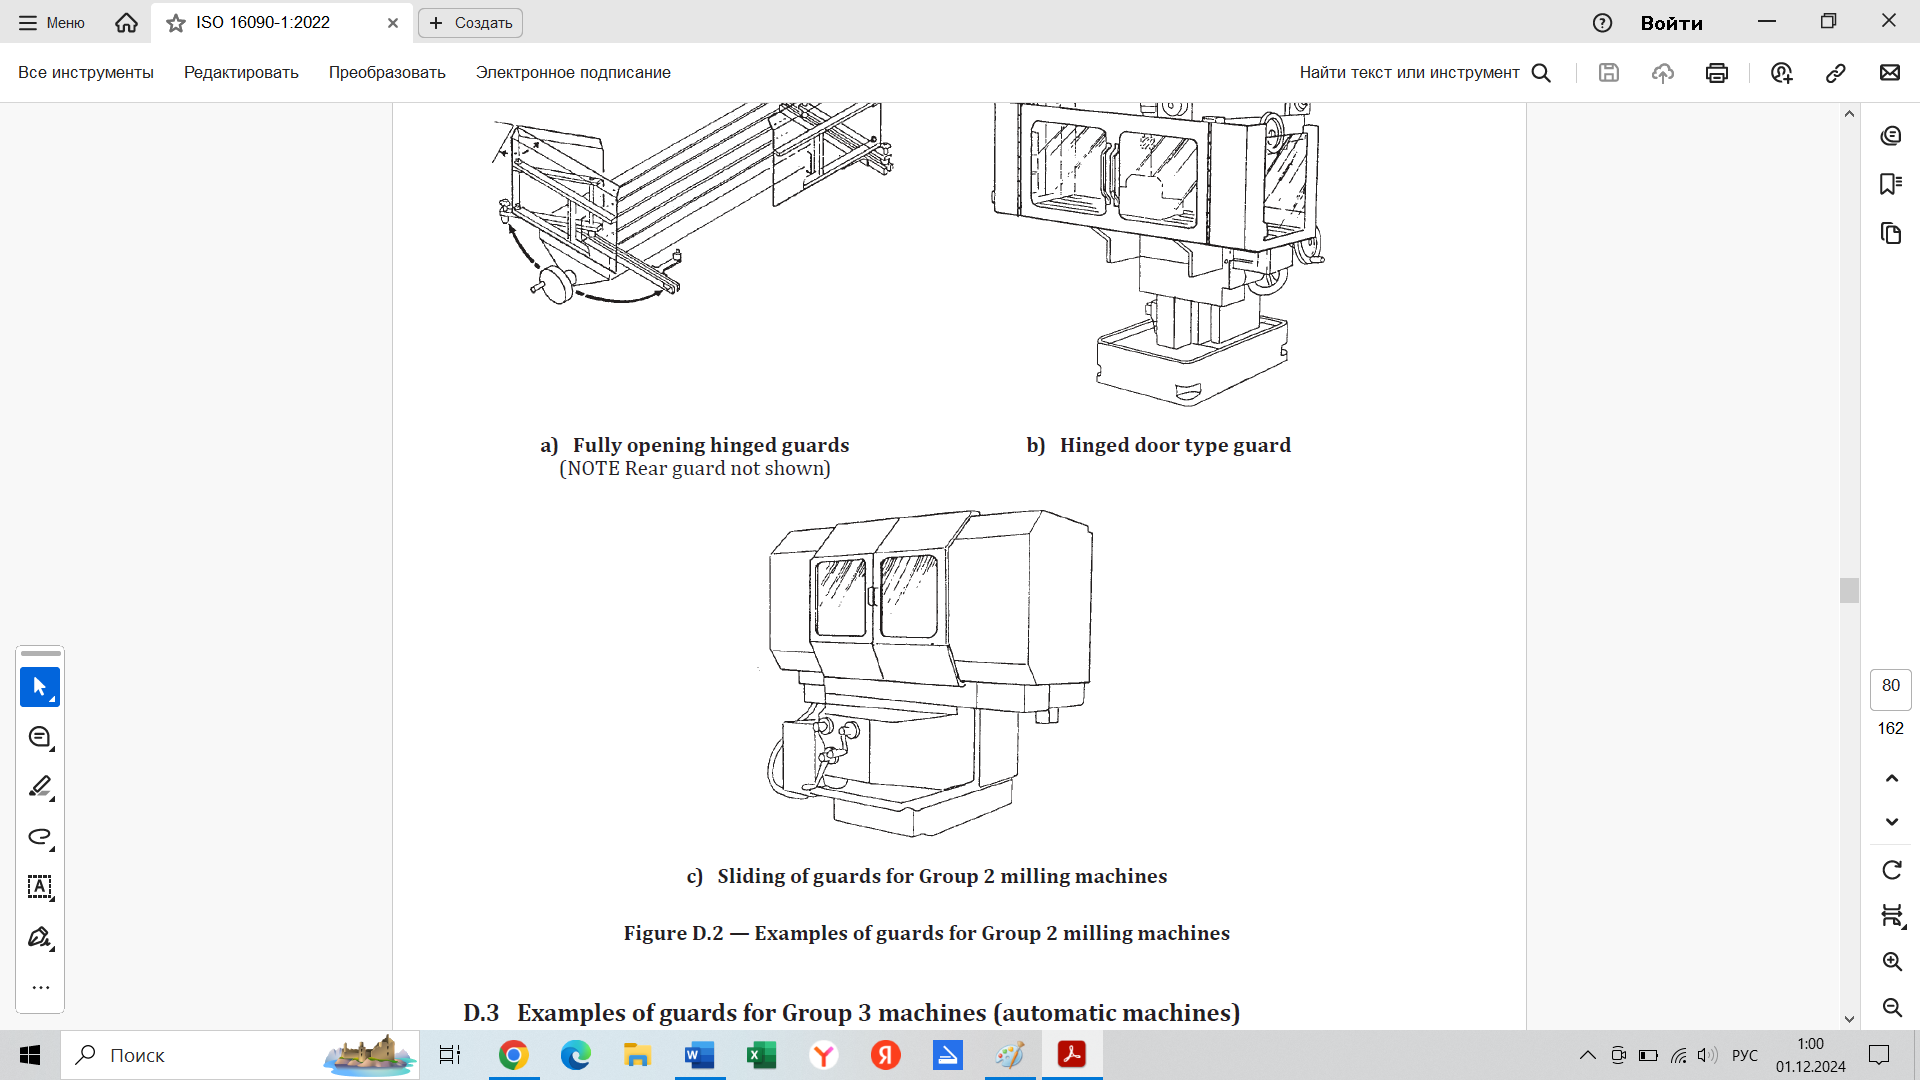 Меню
ISO 16090-1:2022
Создать
Войти
Все инструменты
Редактировать
Преобразовать
Электронное подписание
Найти текст или инструмент
a) Fully opening hinged guards
(NOTE Rear guard not shown)
b) Hinged door type guard
c) Sliding of guards for Group 2 milling machines
Figure D.2 — Examples of guards for Group 2 milling machines
D.3 Examples of guards for Group 3 machines (automatic machines)
80
162
Поиск
РУС
1:00
01.12.2024